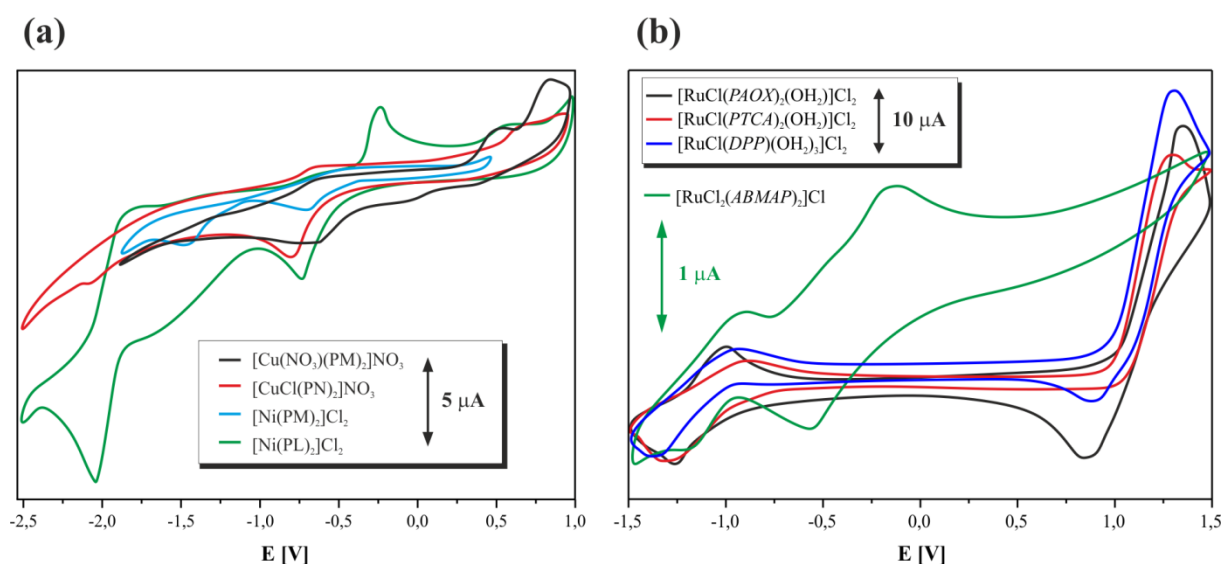 (a)
[Cu(NO₃)(PM)₂]NO₃
[CuCl(PN)₂]NO₃
[Ni(PM)₂]Cl₂
[Ni(PL)₂]Cl₂
5 µA
-2,5 -2,0 -1,5 -1,0 -0,5 0,0 0,5 1,0
E [V]
(b)
[RuCl(PAOX)₂(OH₂)]Cl₂
[RuCl(PTCA)₂(OH₂)]Cl₂
[RuCl(DPP)(OH₂)₃]Cl₂
10 µA
[RuCl₂(ABMAP)₂]Cl
1 µA
-1,5 -1,0 -0,5 0,0 0,5 1,0 1,5
E [V]